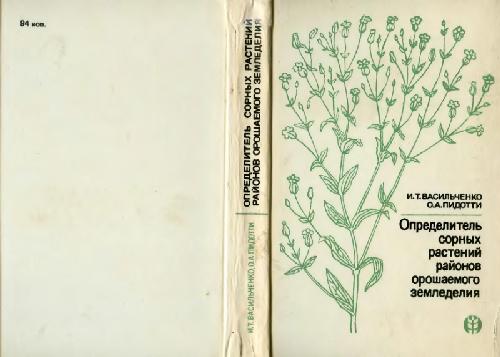 94 коп.
ОПРЕДЕЛИТЕЛЬ СОРНЫХ РАСТЕНИЙ
РАЙОНОВ ОРОШАЕМОГО ЗЕМЛЕДЕЛИЯ
И.Т. ВАСИЛЬЧЕНКО, О.А. ПИДОТТИ
И.Т. ВАСИЛЬЧЕНКО
О.А. ПИДОТТИ
Определитель
сорных
растений
районов
орошаемого
земледелия